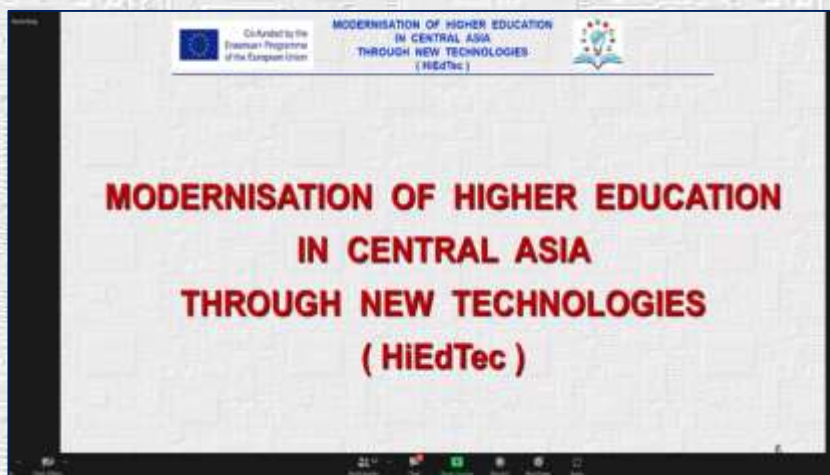 Co-funded by the
Erasmus+ Programme
of the European Union
MODERNISATION OF HIGHER EDUCATION
IN CENTRAL ASIA
THROUGH NEW TECHNOLOGIES
( HiEdTec )
MODERNISATION OF HIGHER EDUCATION
IN CENTRAL ASIA
THROUGH NEW TECHNOLOGIES
( HiEdTec )